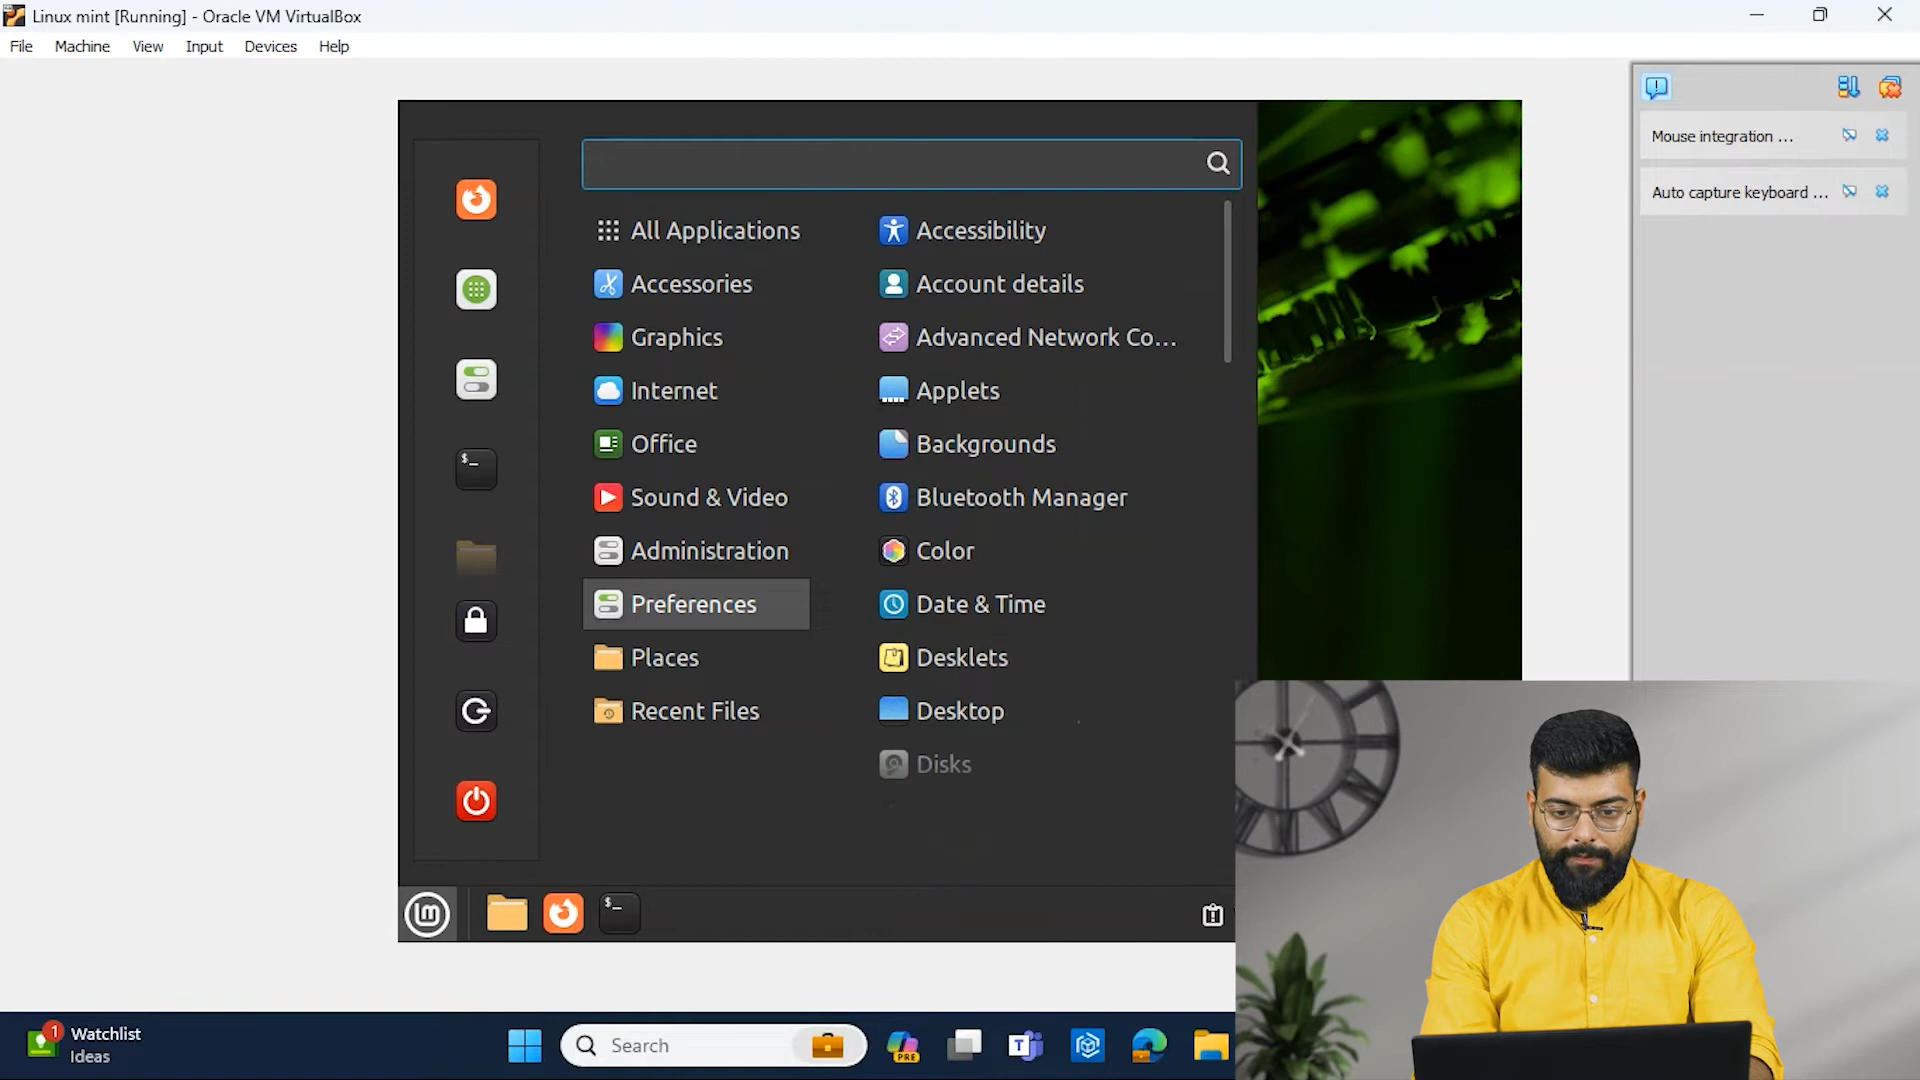 Linux mint [Running] - Oracle VM VirtualBox
File Machine View Input Devices Help
Mouse integration ...
Auto capture keyboard ...
All Applications
Accessories
Graphics
Internet
Office
Sound & Video
Administration
Preferences
Places
Recent Files
Accessibility
Account details
Advanced Network Co...
Applets
Backgrounds
Bluetooth Manager
Color
Date & Time
Desklets
Desktop
Disks
$_
$_
1
Watchlist
Ideas
Search
PRE
T